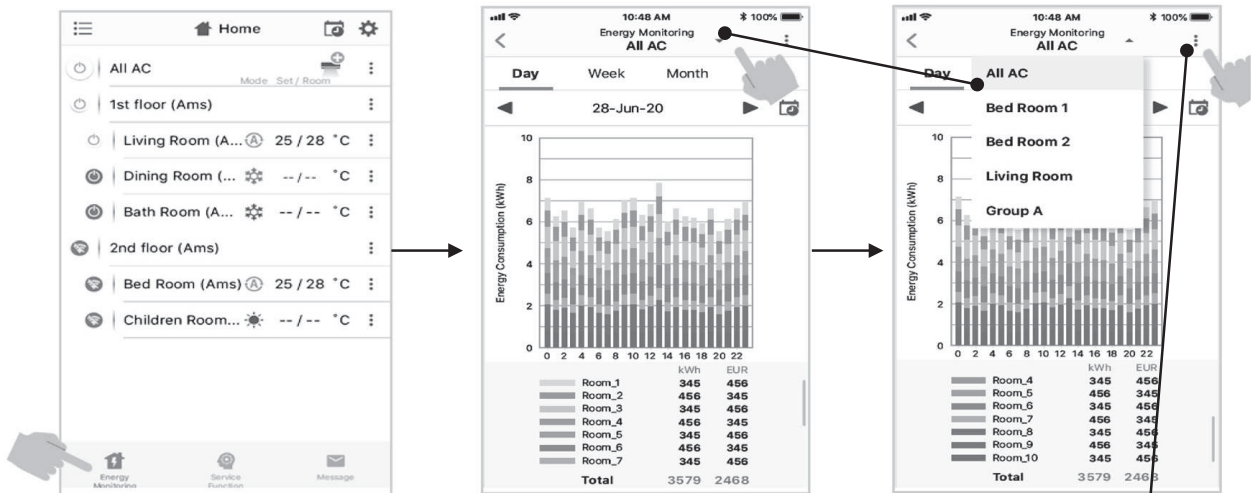 Home
All AC
Mode Set / Room
1st floor (Ams)
Living Room (A... A 25 / 28 °C
Dining Room (... -- / -- °C
Bath Room (A... -- / -- °C
2nd floor (Ams)
Bed Room (Ams) A 25 / 28 °C
Children Room... -- / -- °C
Energy Monitoring
Service Function
Message
10:48 AM 100%
Energy Monitoring
All AC
Day Week Month
28-Jun-20
Energy Consumption (kWh)
10
8
6
4
2
0
0 2 4 6 8 10 12 14 16 18 20 22
kWh EUR
Room_1 345 456
Room_2 456 345
Room_3 345 456
Room_4 456 345
Room_5 345 456
Room_6 456 345
Room_7 345 456
Total 3579 2468
10:48 AM 100%
Energy Monitoring
All AC
Day
All AC
Bed Room 1
Bed Room 2
Living Room
Group A
Energy Consumption (kWh)
10
8
6
4
2
0
0 2 4 6 8 10 12 14 16 18 20 22
kWh EUR
Room_4 345 456
Room_5 456 345
Room_6 345 456
Room_7 456 345
Room_8 345 456
Room_9 456 345
Room_10 345 456
Total 3579 2468